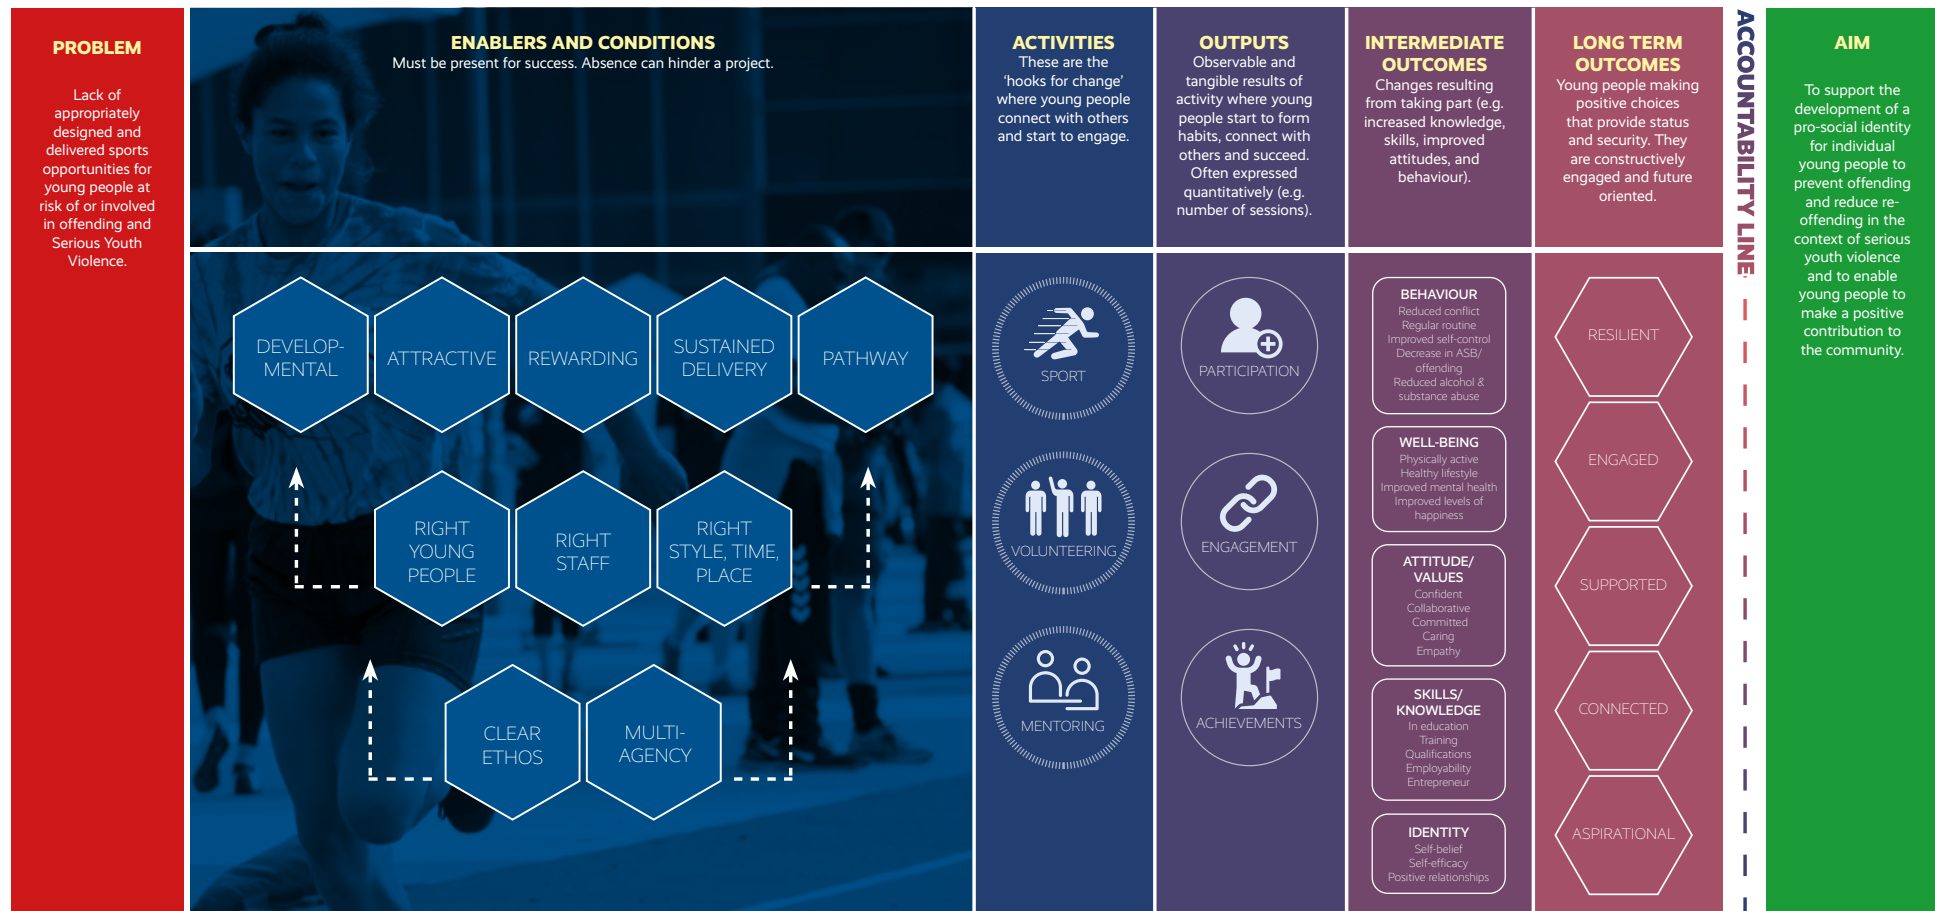 PROBLEM
Lack of
appropriately
designed and
delivered sports
opportunities for
young people at
risk of or involved
in offending and
Serious Youth
Violence.
ENABLERS AND CONDITIONS
Must be present for success. Absence can hinder a project.
DEVELOP-
MENTAL
ATTRACTIVE
REWARDING
SUSTAINED
DELIVERY
PATHWAY
RIGHT
YOUNG
PEOPLE
RIGHT
STAFF
RIGHT
STYLE, TIME,
PLACE
CLEAR
ETHOS
MULTI-
AGENCY
ACTIVITIES
These are the
‘hooks for change’
where young people
connect with others
and start to engage.
SPORT
VOLUNTEERING
MENTORING
OUTPUTS
Observable and
tangible results of
activity where young
people start to form
habits, connect with
others and succeed.
Often expressed
quantitatively (e.g.
number of sessions).
PARTICIPATION
ENGAGEMENT
ACHIEVEMENTS
INTERMEDIATE
OUTCOMES
Changes resulting
from taking part (e.g.
increased knowledge,
skills, improved
attitudes, and
behaviour).
BEHAVIOUR
Reduced conflict
Regular routine
Improved self-control
Decrease in ASB/
offending
Reduced alcohol &
substance abuse
WELL-BEING
Physically active
Healthy lifestyle
Improved mental health
Improved levels of
happiness
ATTITUDE/
VALUES
Confident
Collaborative
Committed
Caring
Empathy
SKILLS/
KNOWLEDGE
In education
Training
Qualifications
Employability
Entrepreneur
IDENTITY
Self-belief
Self-efficacy
Positive relationships
LONG TERM
OUTCOMES
Young people making
positive choices
that provide status
and security. They
are constructively
engaged and future
oriented.
RESILIENT
ENGAGED
SUPPORTED
CONNECTED
ASPIRATIONAL
ACCOUNTABILITY LINE
AIM
To support the
development of a
pro-social identity
for individual
young people to
prevent offending
and reduce re-
offending in the
context of serious
youth violence
and to enable
young people to
make a positive
contribution to
the community.